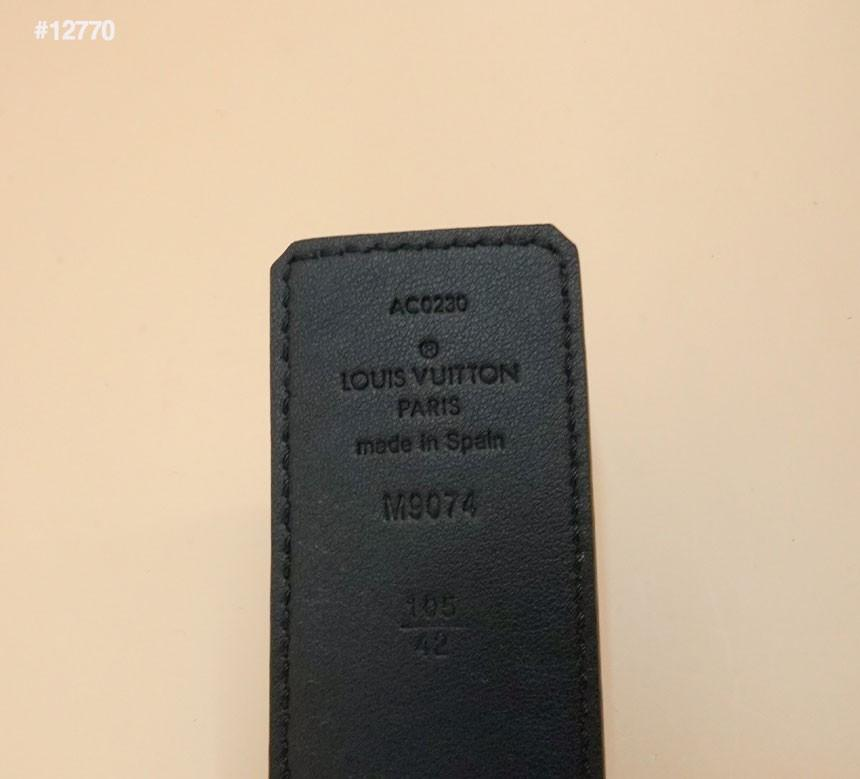 #12770
AC0230
®
LOUIS VUITTON
PARIS
made in Spain
M9074
105
42